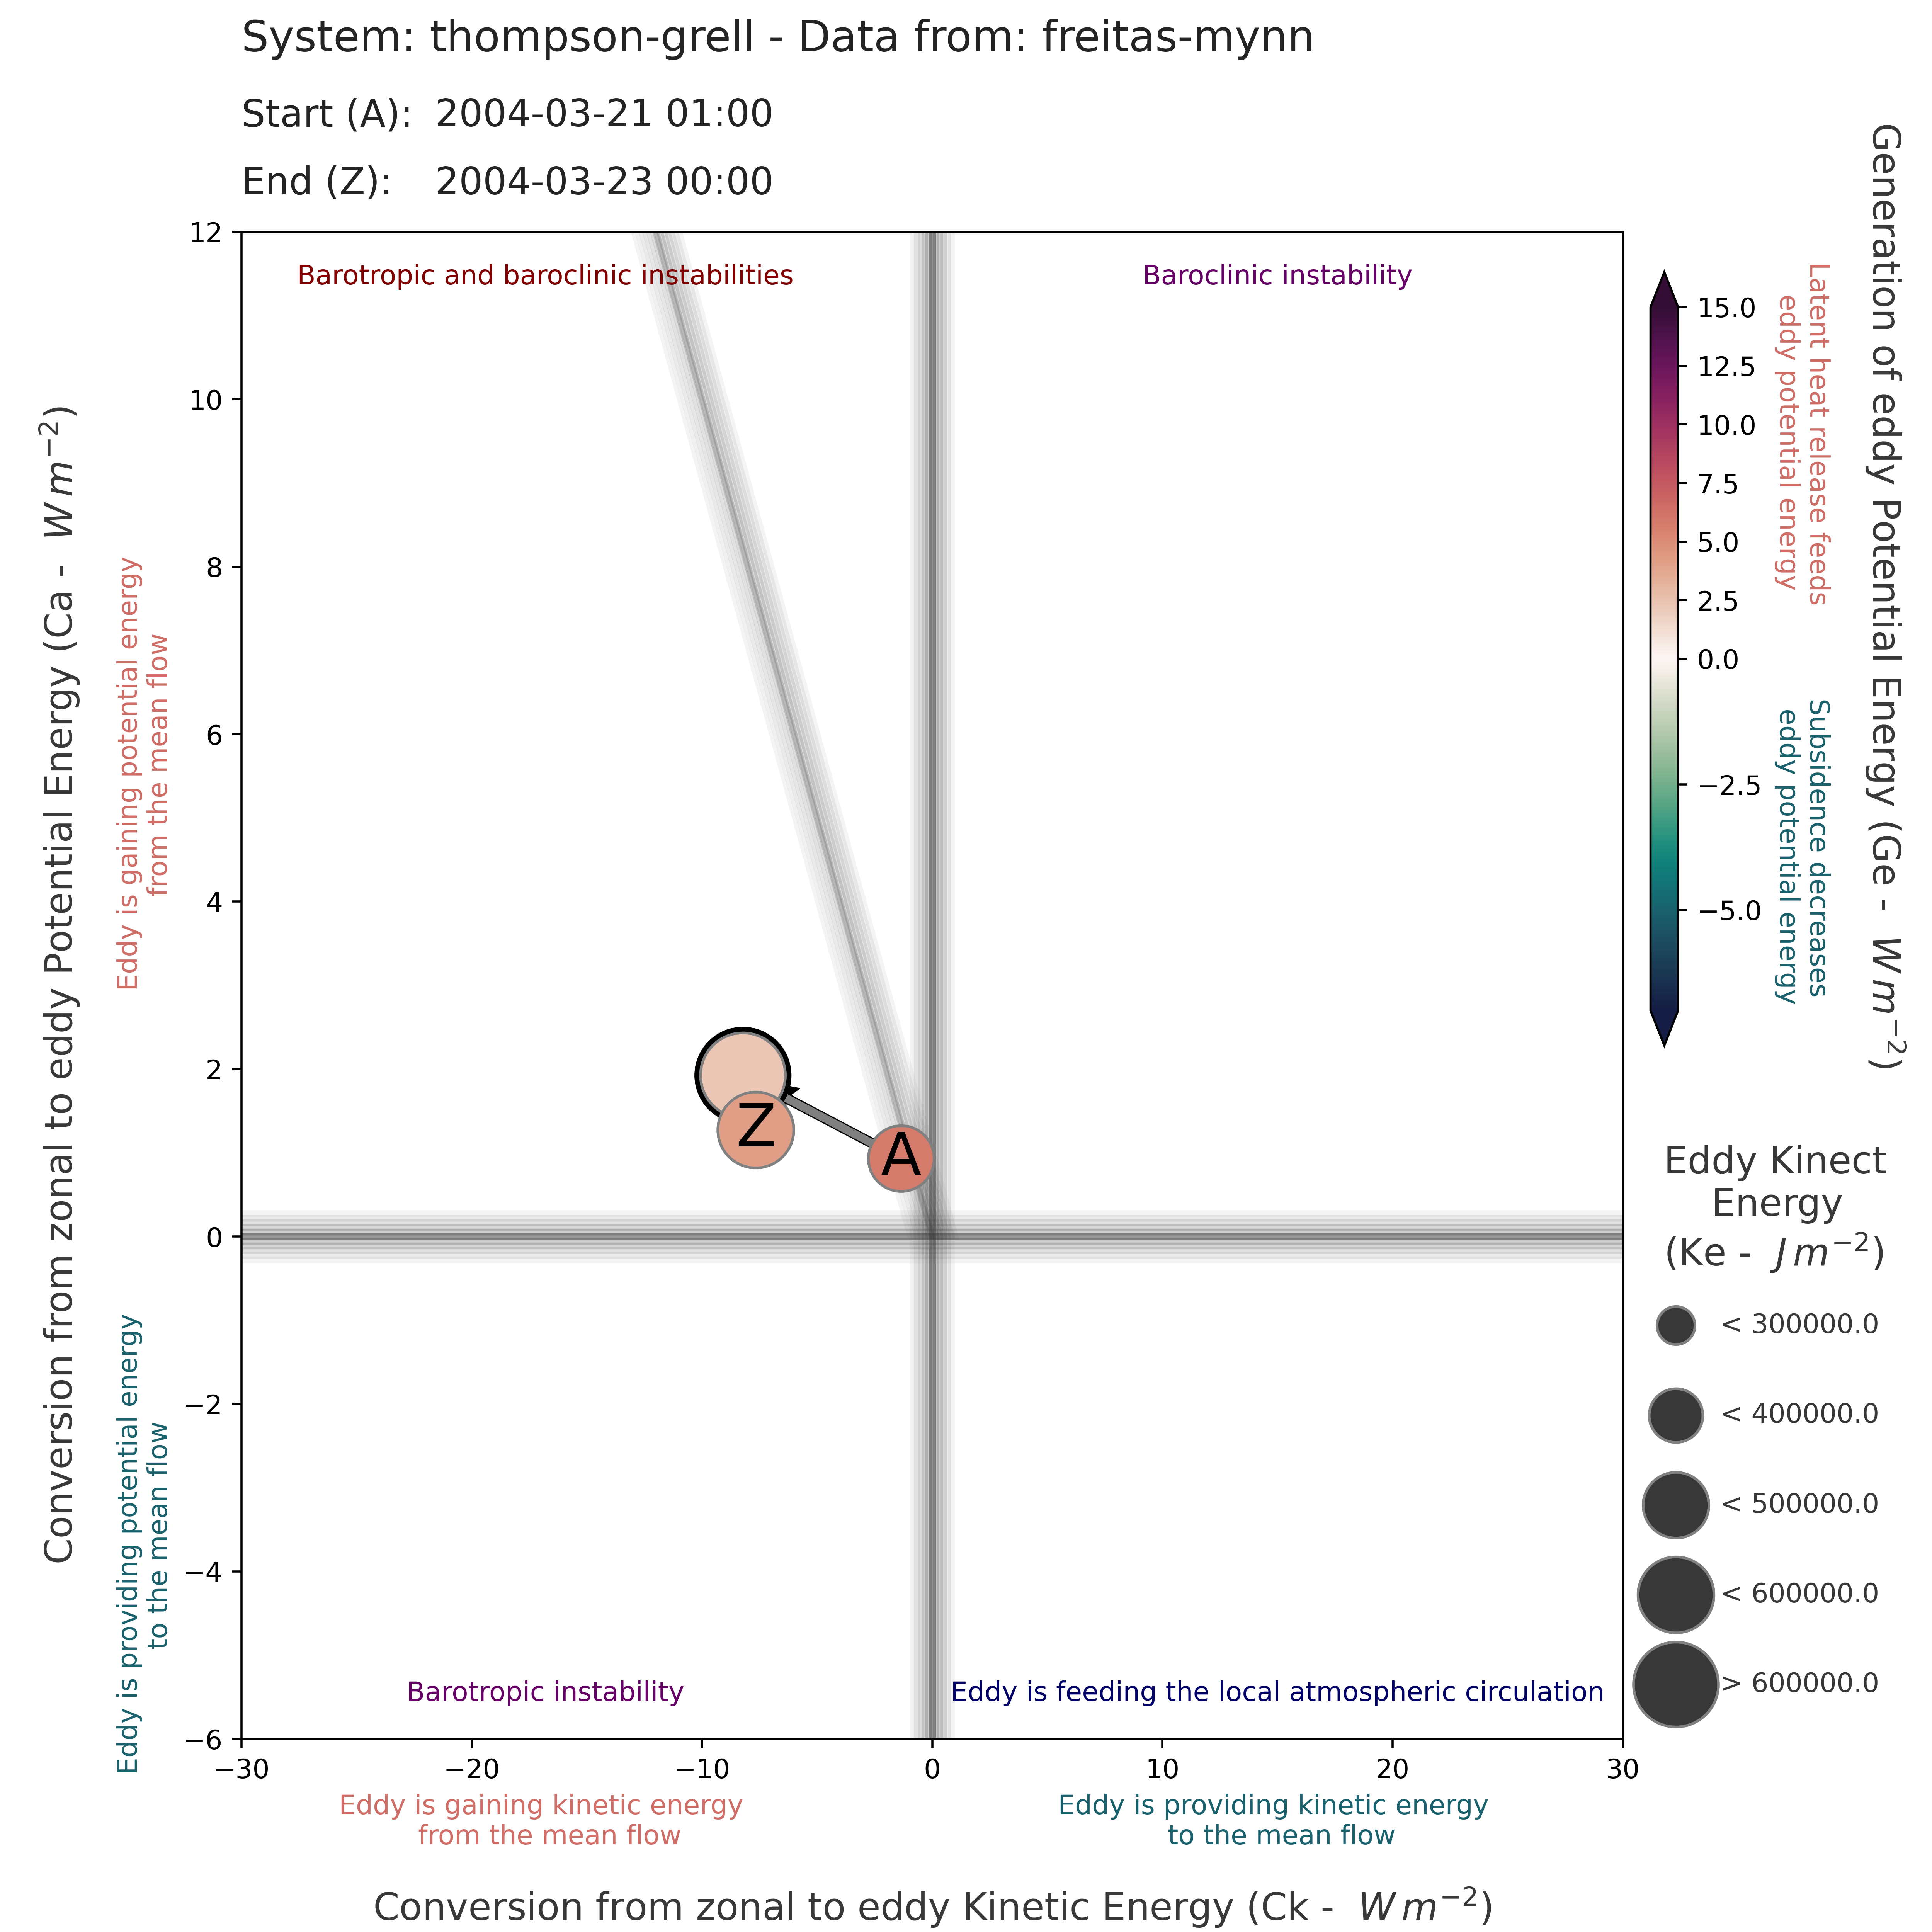 System: thompson-grell - Data from: freitas-mynn
Start (A): 2004-03-21 01:00
End (Z): 2004-03-23 00:00
Conversion from zonal to eddy Potential Energy (Ca - W m⁻²)
Eddy is gaining potential energy
from the mean flow
Eddy is providing potential energy
to the mean flow
12
10
8
6
4
2
0
−2
−4
−6
Barotropic and baroclinic instabilities
Baroclinic instability
Z
A
Barotropic instability
Eddy is feeding the local atmospheric circulation
−30
−20
−10
0
10
20
30
Eddy is gaining kinetic energy
from the mean flow
Eddy is providing kinetic energy
to the mean flow
Conversion from zonal to eddy Kinetic Energy (Ck - W m⁻²)
15.0
12.5
10.0
7.5
5.0
2.5
0.0
−2.5
−5.0
Latent heat release feeds
eddy potential energy
Subsidence decreases
eddy potential energy
Generation of eddy Potential Energy (Ge - W m⁻²)
Eddy Kinect
Energy
(Ke - J m⁻²)
< 300000.0
< 400000.0
< 500000.0
< 600000.0
> 600000.0